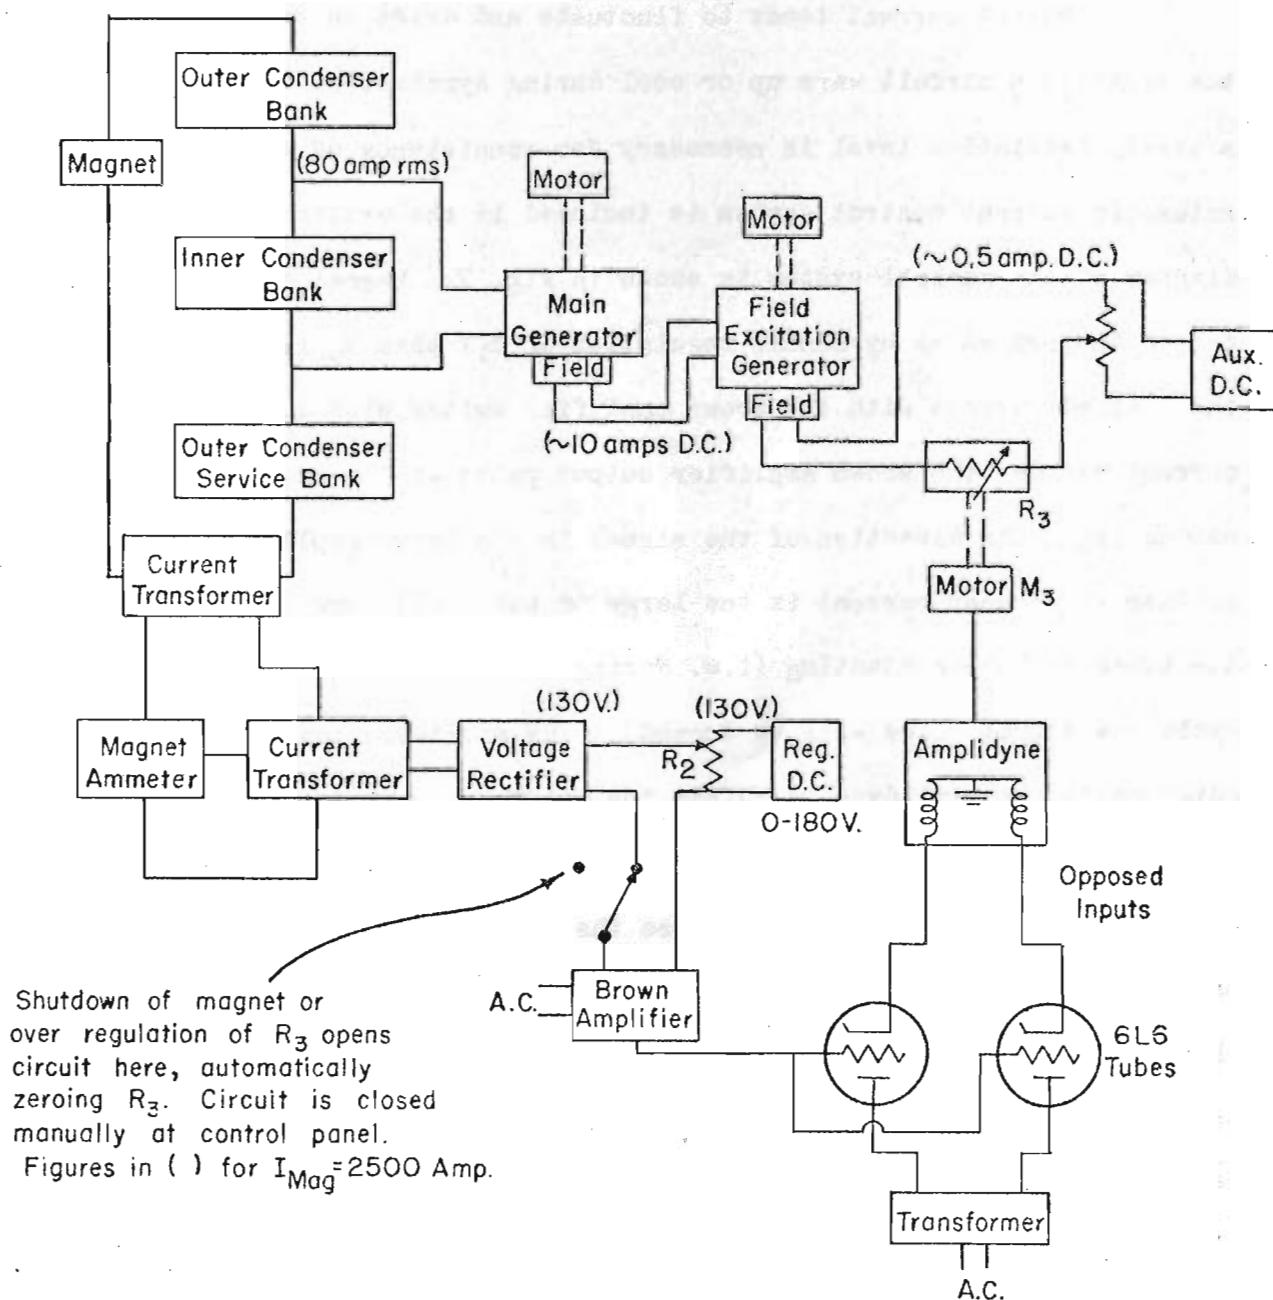 Outer Condenser
Bank
Magnet
(80 amp rms)
Motor
Motor
Inner Condenser
Bank
(~0.5 amp. D.C.)
Main
Generator
Field
Field
Excitation
Generator
Field
Aux.
D.C.
(~10 amps D.C.)
Outer Condenser
Service Bank
R3
Current
Transformer
Motor M3
(130V.)
(130V.)
Magnet
Ammeter
Current
Transformer
Voltage
Rectifier
R2
Reg.
D.C.
0-180V.
Amplidyne
Opposed
Inputs
Shutdown of magnet or
over regulation of R3 opens
circuit here, automatically
zeroing R3. Circuit is closed
manually at control panel.
Figures in ( ) for IMag=2500 Amp.
A.C.
Brown
Amplifier
6L6
Tubes
Transformer
A.C.